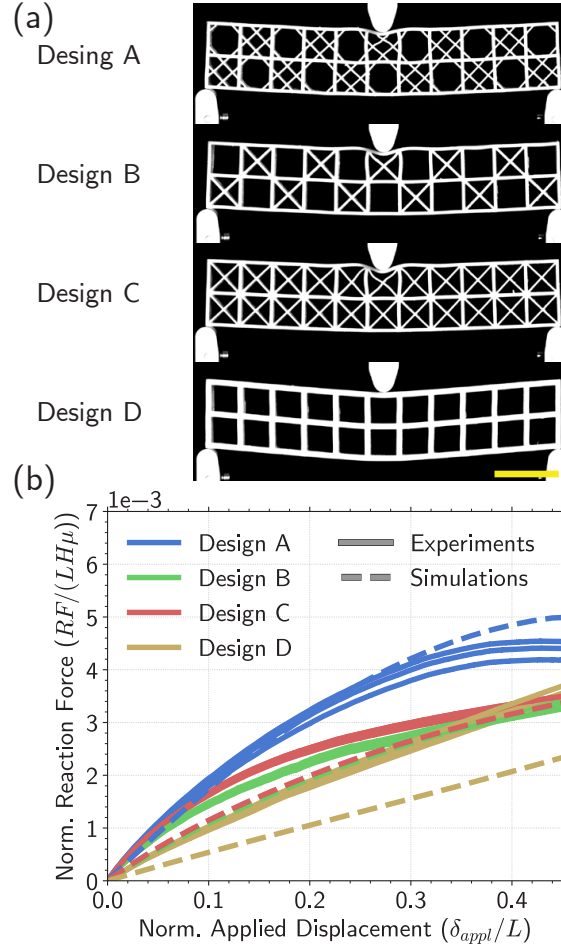 (a)
Desing A
Design B
Design C
Design D
(b)
1e−3
7
6
5
4
3
2
1
0
Norm. Reaction Force (RF/(LHμ))
Design A
Design B
Design C
Design D
Experiments
Simulations
0.0 0.1 0.2 0.3 0.4
Norm. Applied Displacement (δ_appl/L)